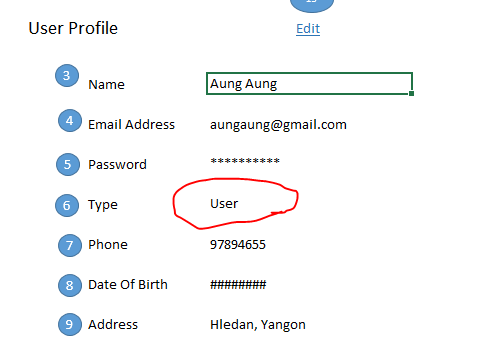 User Profile Edit
3 Name Aung Aung
4 Email Address aungaung@gmail.com
5 Password **********
6 Type User
7 Phone 97894655
8 Date Of Birth ########
9 Address Hledan, Yangon